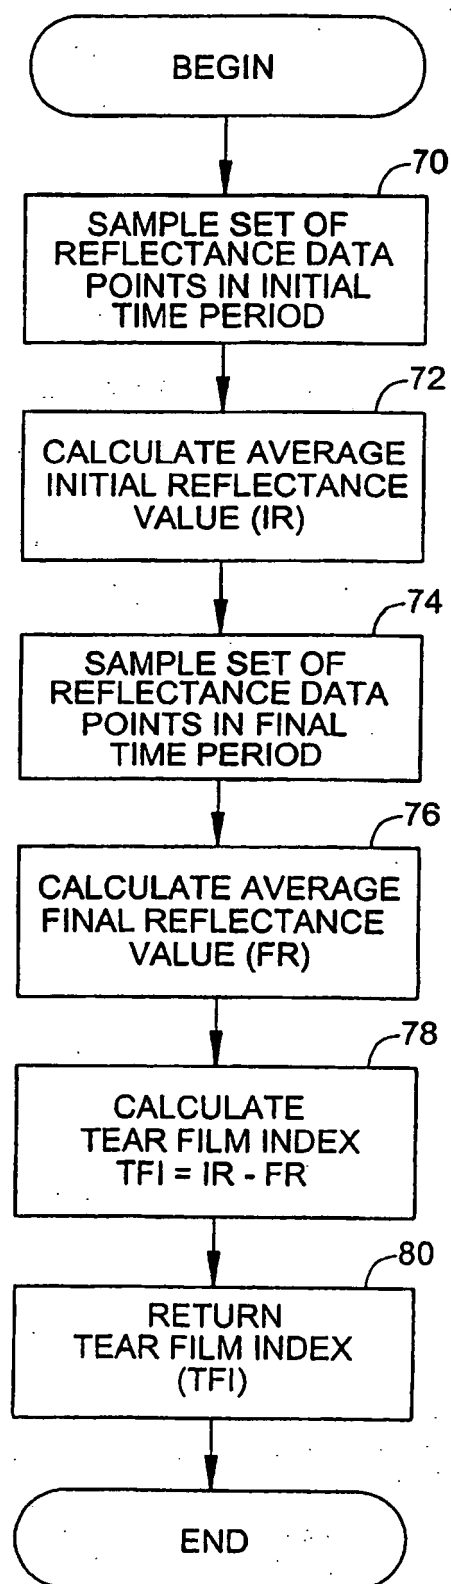 BEGIN
70
SAMPLE SET OF
REFLECTANCE DATA
POINTS IN INITIAL
TIME PERIOD
72
CALCULATE AVERAGE
INITIAL REFLECTANCE
VALUE (IR)
74
SAMPLE SET OF
REFLECTANCE DATA
POINTS IN FINAL
TIME PERIOD
76
CALCULATE AVERAGE
FINAL REFLECTANCE
VALUE (FR)
78
CALCULATE
TEAR FILM INDEX
TFI = IR - FR
80
RETURN
TEAR FILM INDEX
(TFI)
END